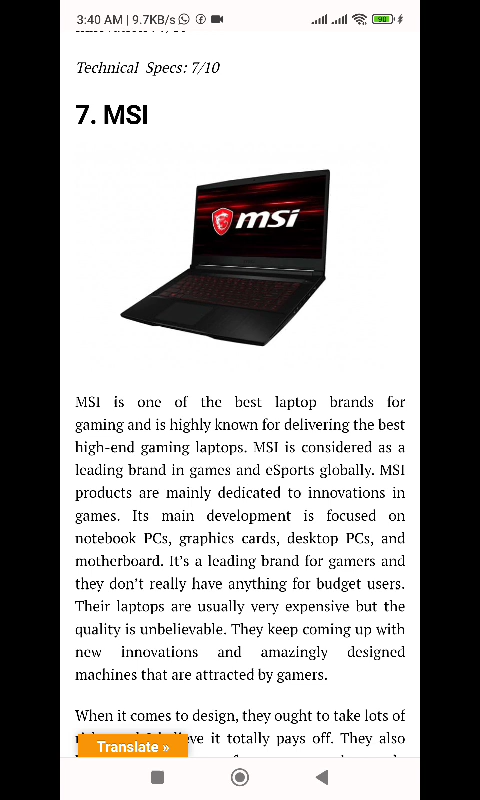 3:40 AM | 9.7KB/s
90
Technical Specs: 7/10
7. MSI
msi
MSI is one of the best laptop brands for
gaming and is highly known for delivering the best
high-end gaming laptops. MSI is considered as a
leading brand in games and eSports globally. MSI
products are mainly dedicated to innovations in
games. Its main development is focused on
notebook PCs, graphics cards, desktop PCs, and
motherboard. It’s a leading brand for gamers and
they don’t really have anything for budget users.
Their laptops are usually very expensive but the
quality is unbelievable. They keep coming up with
new innovations and amazingly designed
machines that are attracted by gamers.
When it comes to design, they ought to take lots of
it totally pays off. They also
Translate »